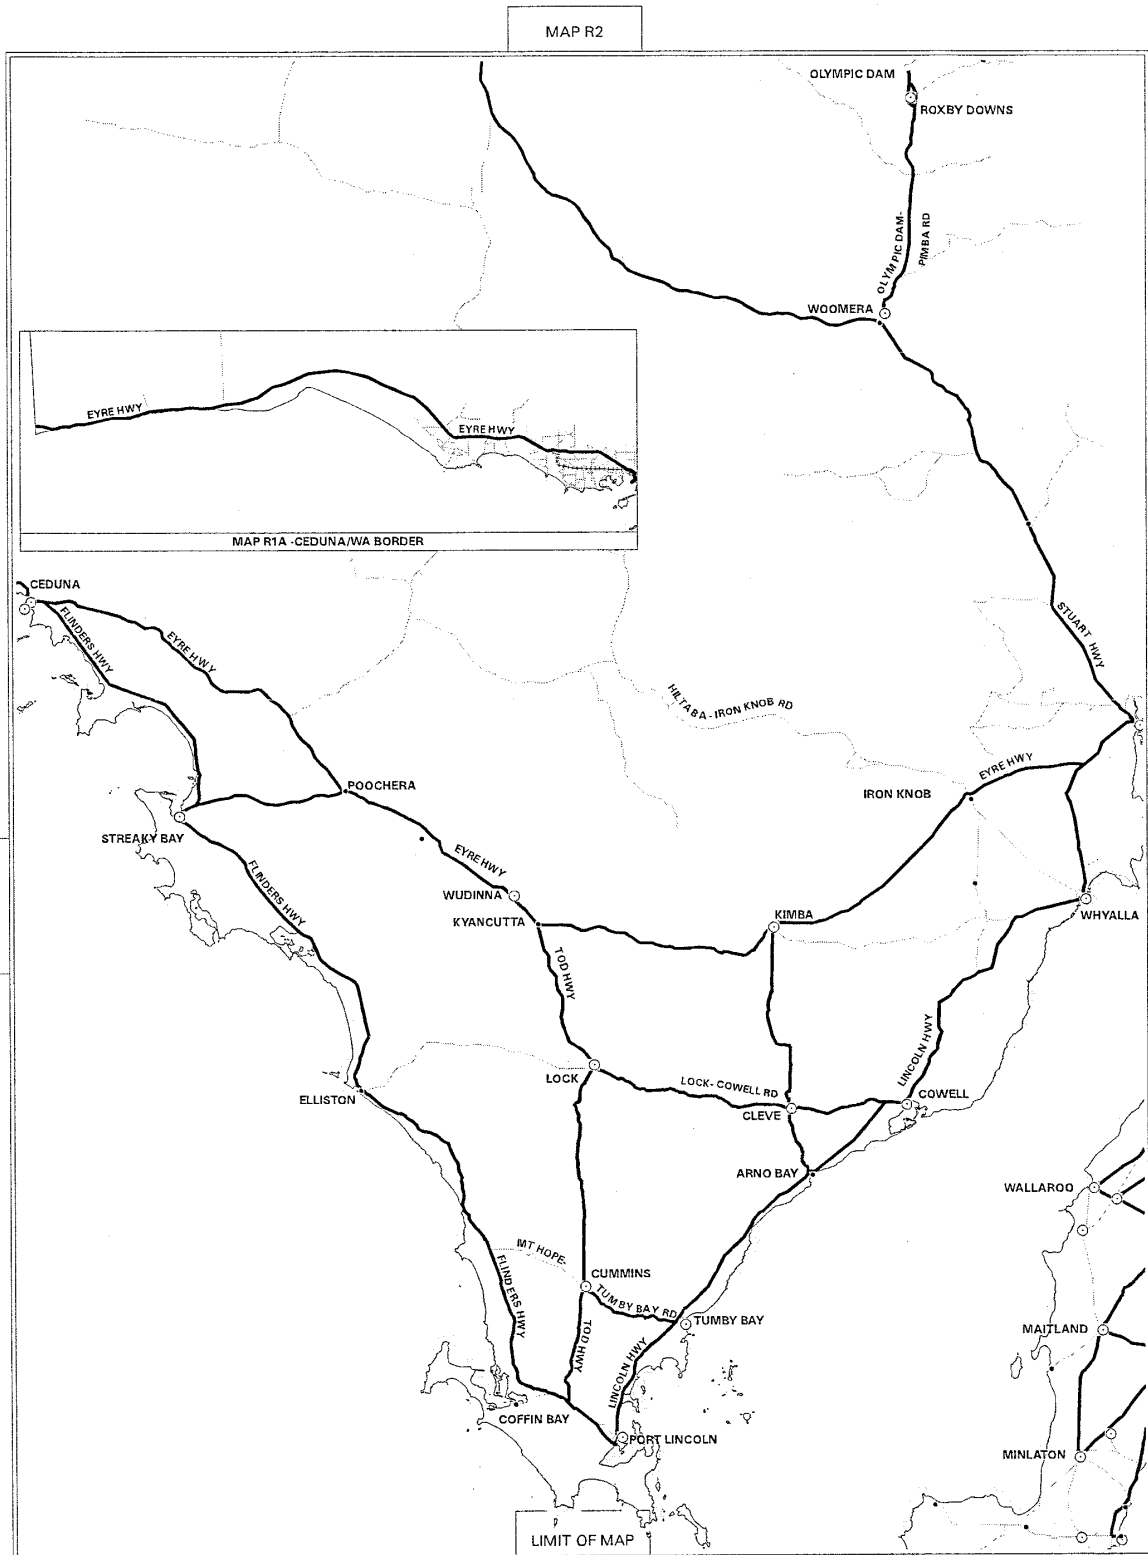 MAP R2
OLYMPIC DAM
ROXBY DOWNS
OLYMPIC DAM-
PIMBA RD
WOOMERA
EYRE HWY
EYRE HWY
MAP R1A -CEDUNA/WA BORDER
CEDUNA
FLINDERS HWY
EYRE HWY
STUART HWY
HILTABA-IRON KNOB RD
EYRE HWY
POOCHERA
IRON KNOB
STREAKY BAY
EYRE HWY
FLINDERS HWY
WUDINNA
KIMBA
WHYALLA
KYANCUTTA
TOD HWY
LINCOLN HWY
LOCK
LOCK-COWELL RD
COWELL
ELLISTON
CLEVE
ARNO BAY
WALLAROO
MT HOPE-
FLINDERS HWY
CUMMINS
TUMBY BAY RD
TUMBY BAY
TOD HWY
LINCOLN HWY
MAITLAND
COFFIN BAY
PORT LINCOLN
MINLATON
LIMIT OF MAP